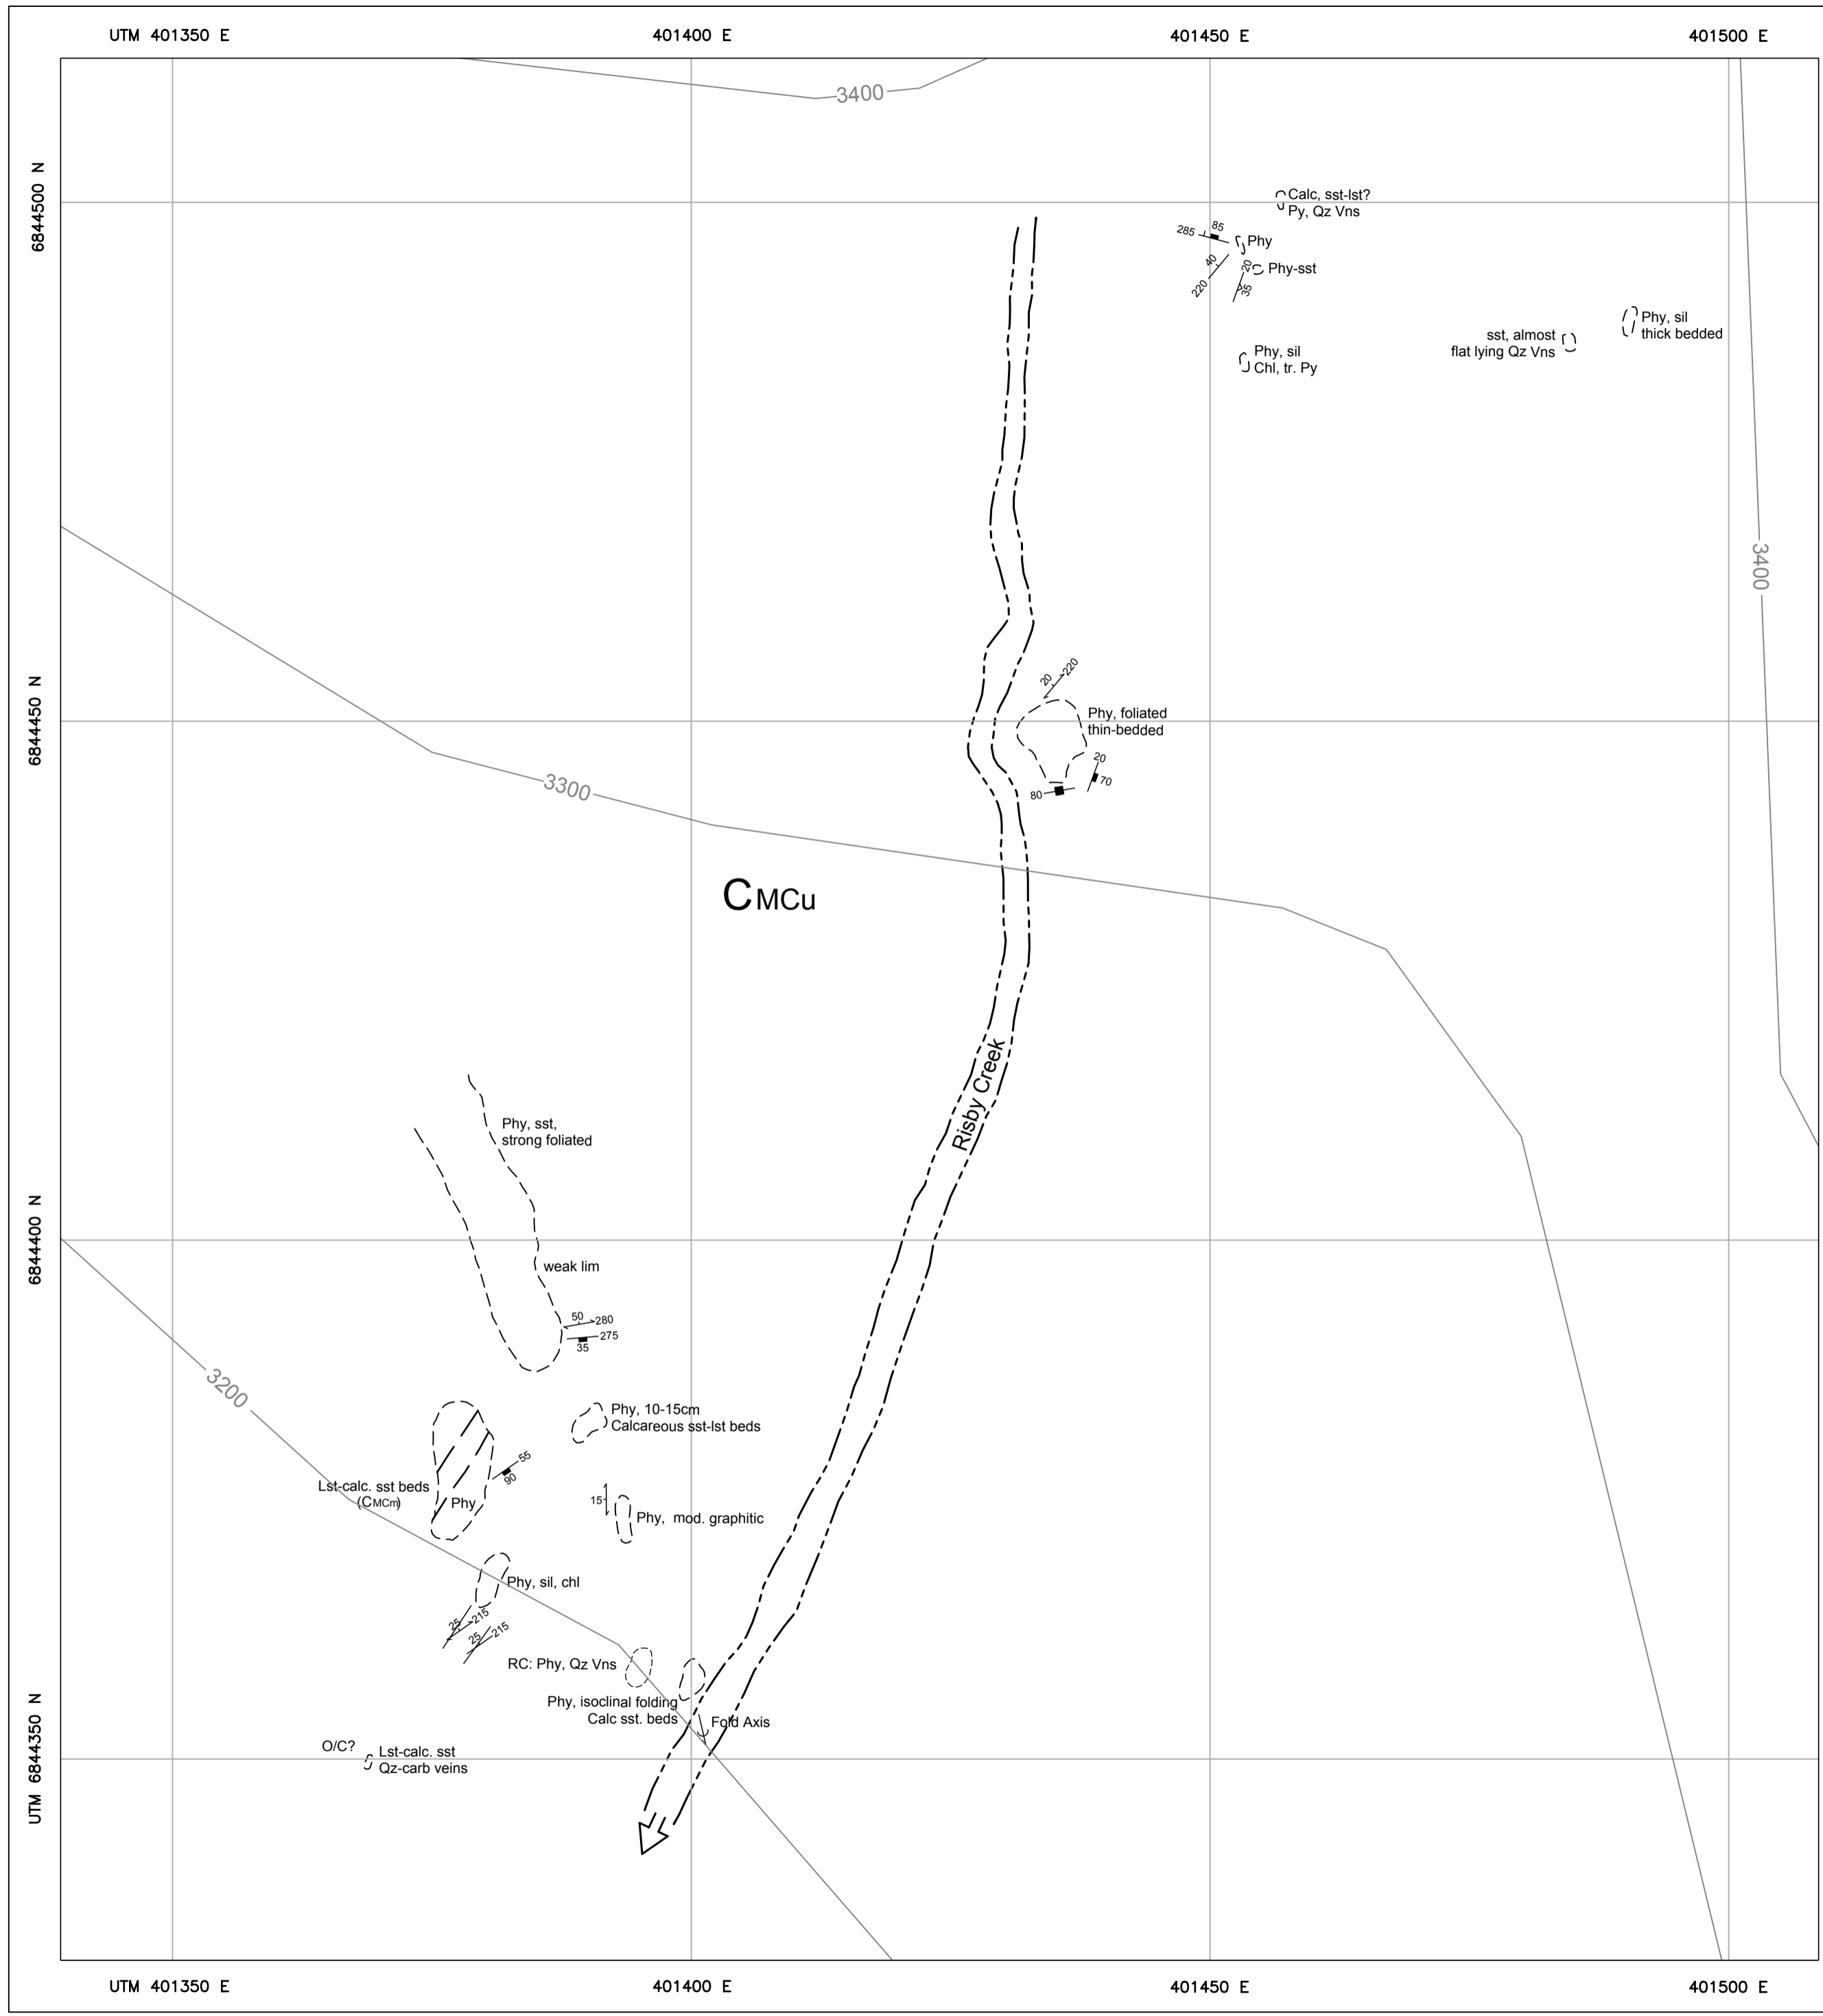 UTM 401350 E
401400 E
401450 E
401500 E
3400
6844500 N
Calc, sst-lst?
Py, Qz Vns
285
85
Phy
40
220
20
35
Phy-sst
Phy, sil
thick bedded
sst, almost
flat lying Qz Vns
Phy, sil
Chl, tr. Py
3400
6844450 N
20
220
Phy, foliated
thin-bedded
20
70
80
3300
CMCu
Risby Creek
Phy, sst,
strong foliated
6844400 N
weak lim
50
280
275
35
3200
Phy, 10-15cm
Calcareous sst-lst beds
55
90
Lst-calc. sst beds
(CMCm)
Phy
15
Phy, mod. graphitic
Phy, sil, chl
25
215
25
215
RC: Phy, Qz Vns
Phy, isoclinal folding
Calc sst. beds
Fold Axis
UTM 6844350 N
O/C?
Lst-calc. sst
Qz-carb veins
UTM 401350 E
401400 E
401450 E
401500 E